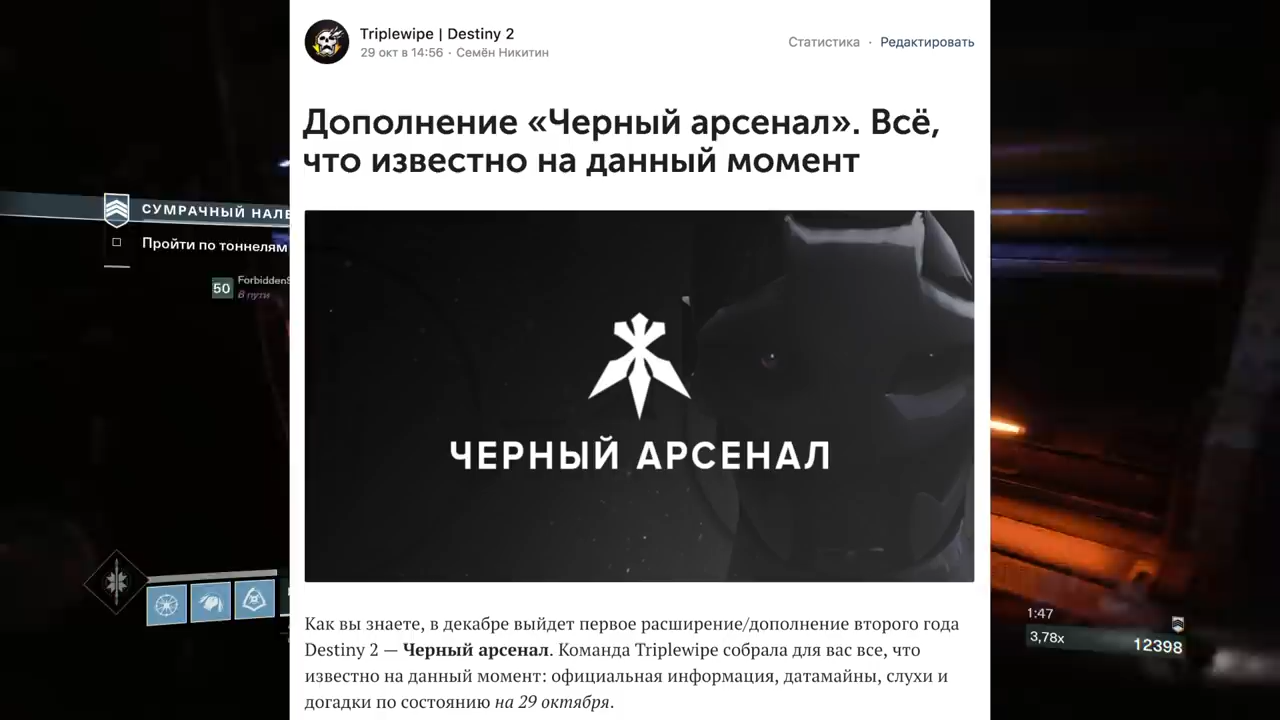 Triplewipe | Destiny 2
29 окт в 14:56 · Семён Никитин
Статистика · Редактировать
Дополнение «Черный арсенал». Всё,
что известно на данный момент
СУМРАЧНЫЙ НАЛЕ
Пройти по тоннелям
50
Forbidden
В пути
ЧЕРНЫЙ АРСЕНАЛ
Как вы знаете, в декабре выйдет первое расширение/дополнение второго года
Destiny 2 — Черный арсенал. Команда Triplewipe собрала для вас все, что
известно на данный момент: официальная информация, датамайны, слухи и
догадки по состоянию на 29 октября.
1:47
3,78x
12398